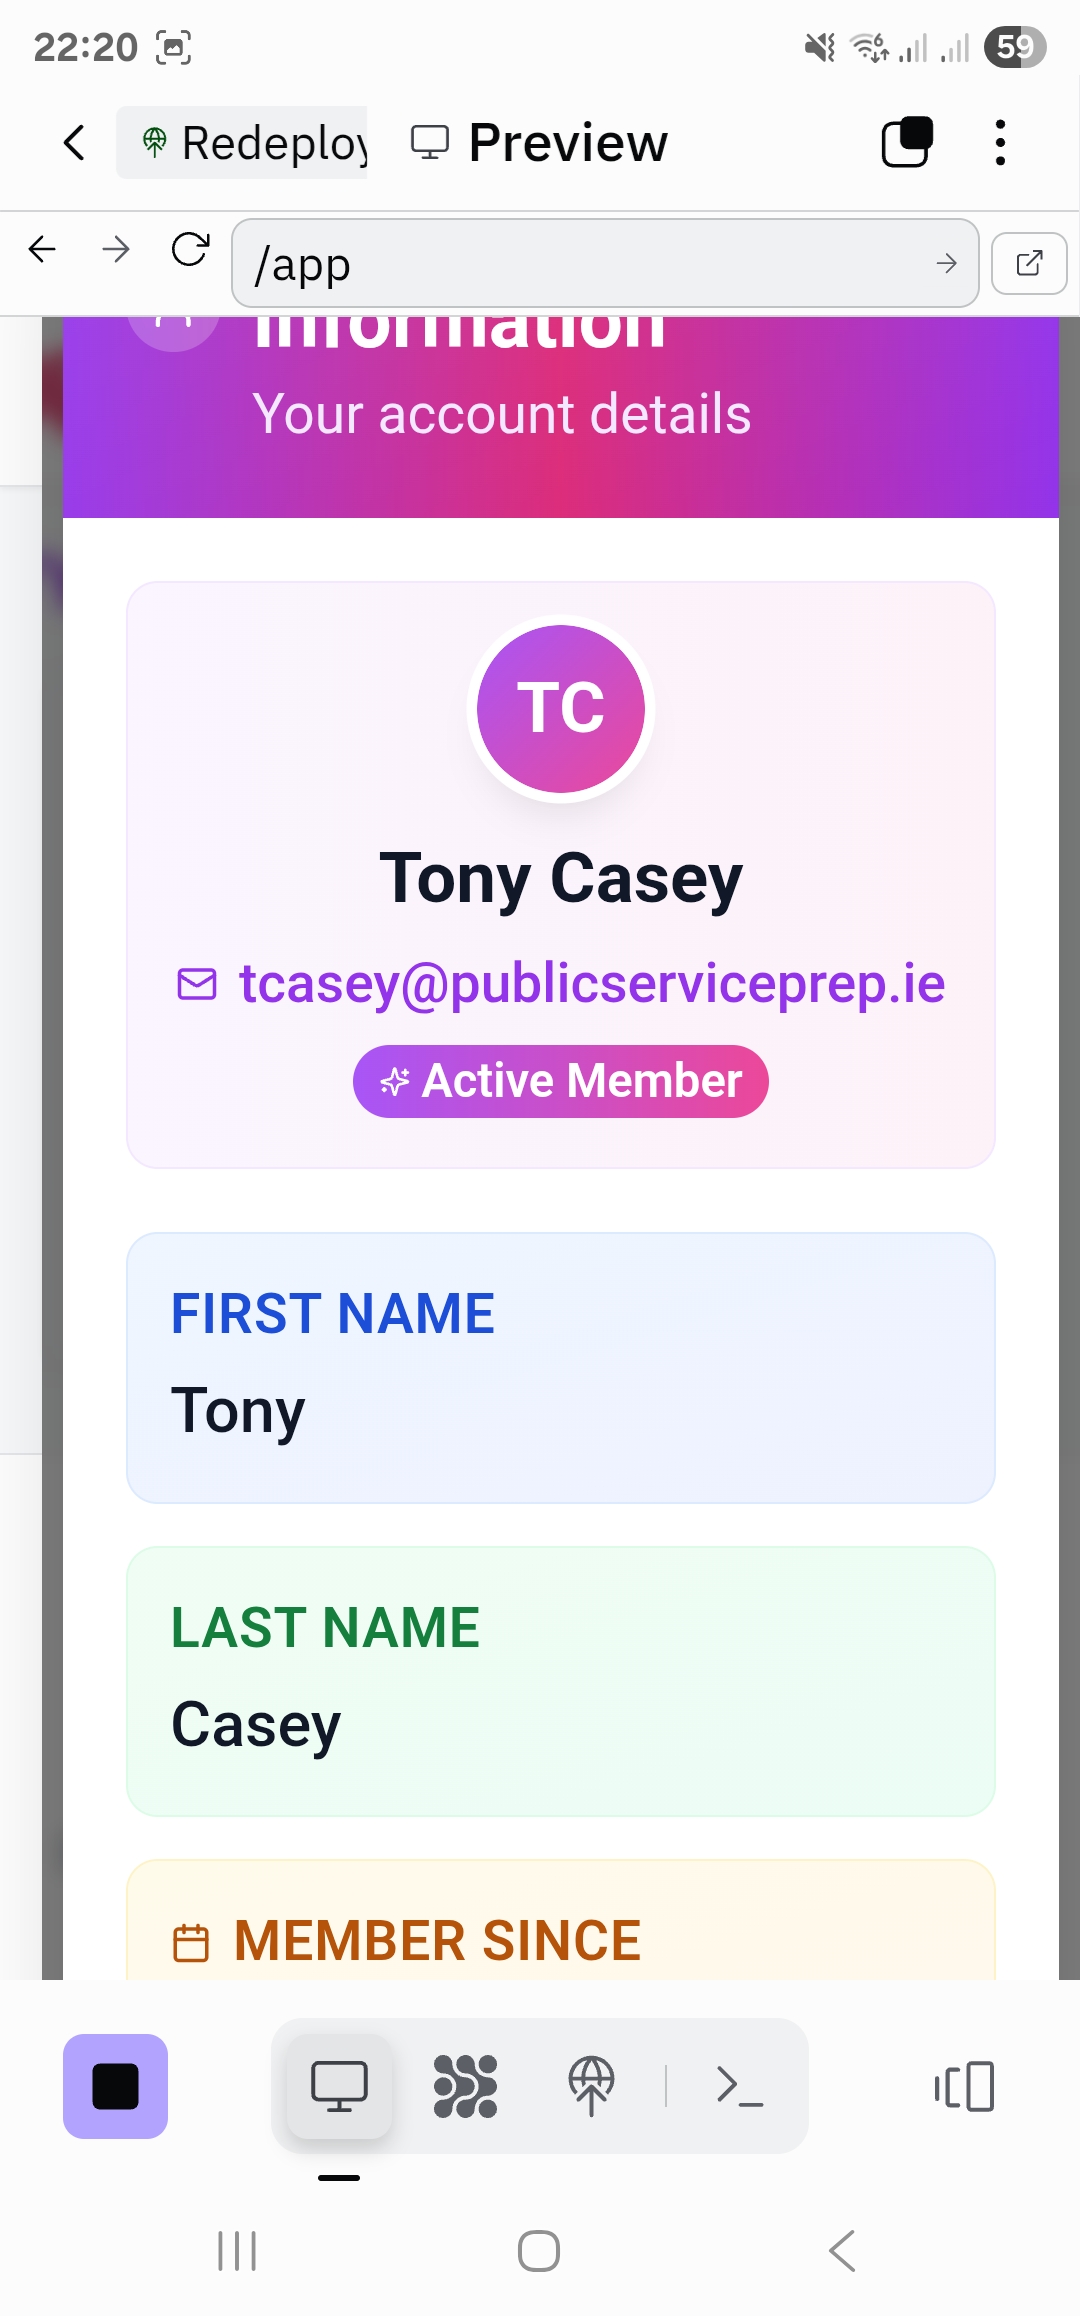 22:20
6
59
Redeploy
Preview
/app
Information
Your account details
TC
Tony Casey
tcasey@publicserviceprep.ie
Active Member
FIRST NAME
Tony
LAST NAME
Casey
MEMBER SINCE